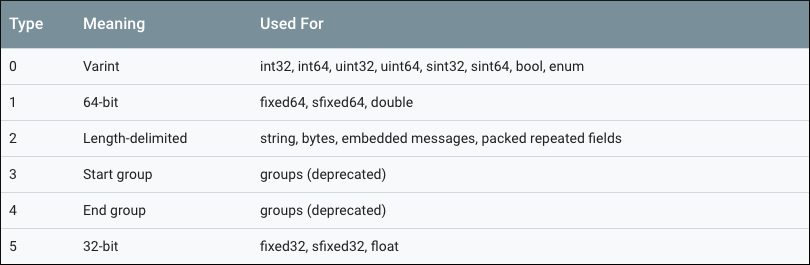 Type Meaning Used For
0 Varint int32, int64, uint32, uint64, sint32, sint64, bool, enum
1 64-bit fixed64, sfixed64, double
2 Length-delimited string, bytes, embedded messages, packed repeated fields
3 Start group groups (deprecated)
4 End group groups (deprecated)
5 32-bit fixed32, sfixed32, float